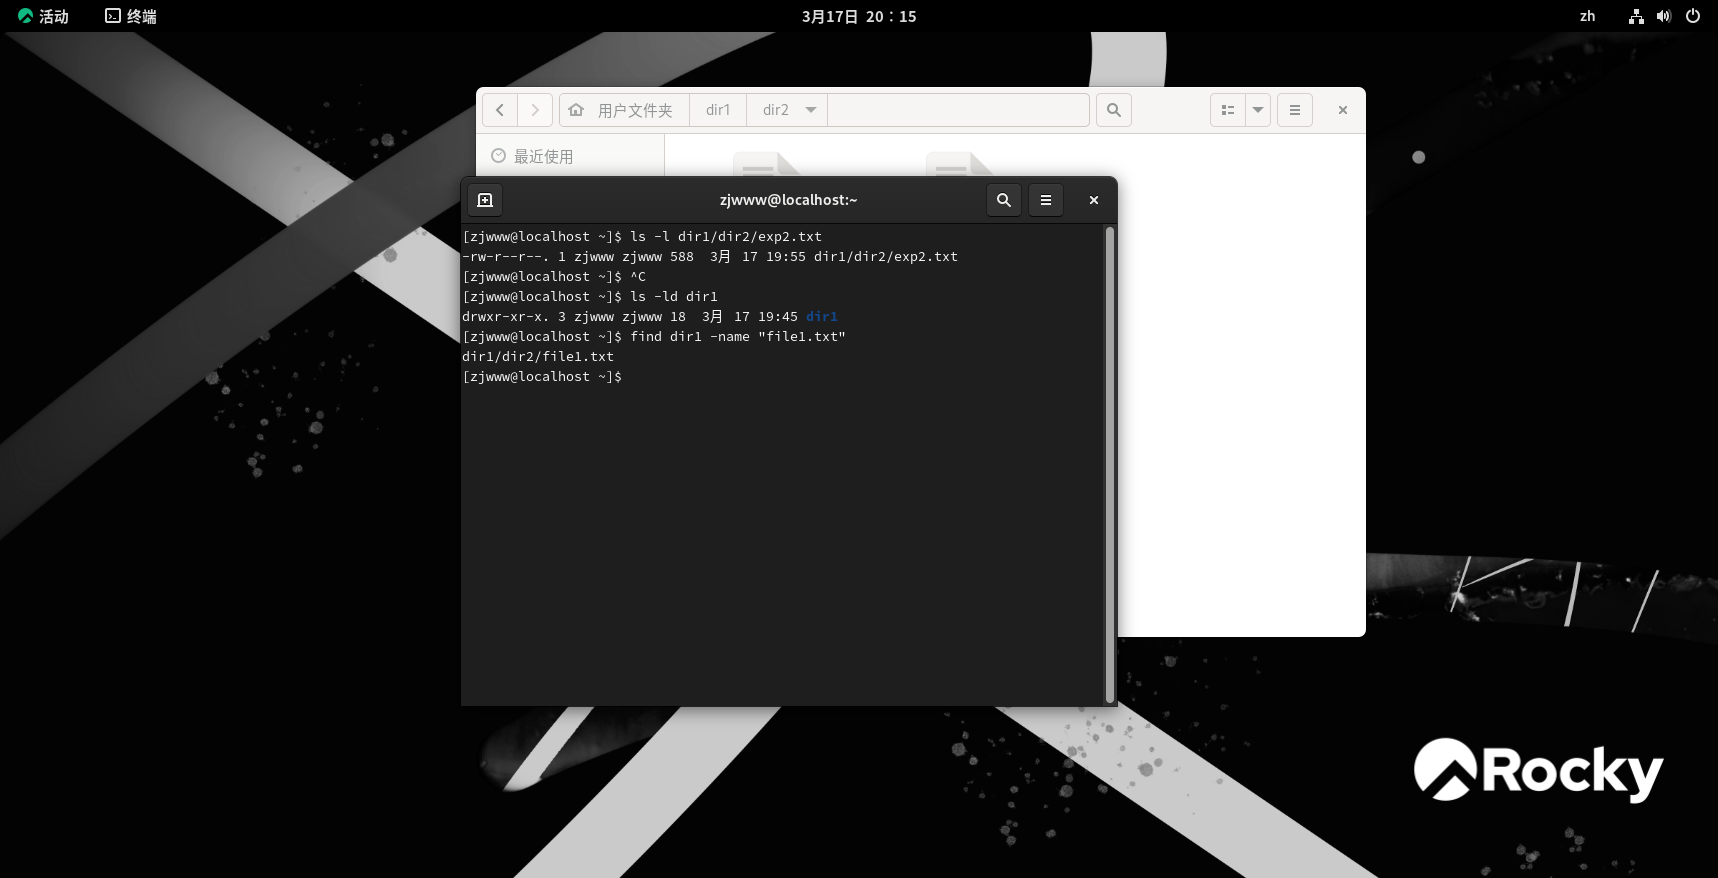 活动 终端 3月17日 20：15 zh
用户文件夹 dir1 dir2
最近使用
zjwww@localhost:~
[zjwww@localhost ~]$ ls -l dir1/dir2/exp2.txt
-rw-r--r--. 1 zjwww zjwww 588  3月 17 19:55 dir1/dir2/exp2.txt
[zjwww@localhost ~]$ ^C
[zjwww@localhost ~]$ ls -ld dir1
drwxr-xr-x. 3 zjwww zjwww 18  3月 17 19:45 dir1
[zjwww@localhost ~]$ find dir1 -name "file1.txt"
dir1/dir2/file1.txt
[zjwww@localhost ~]$
Rocky